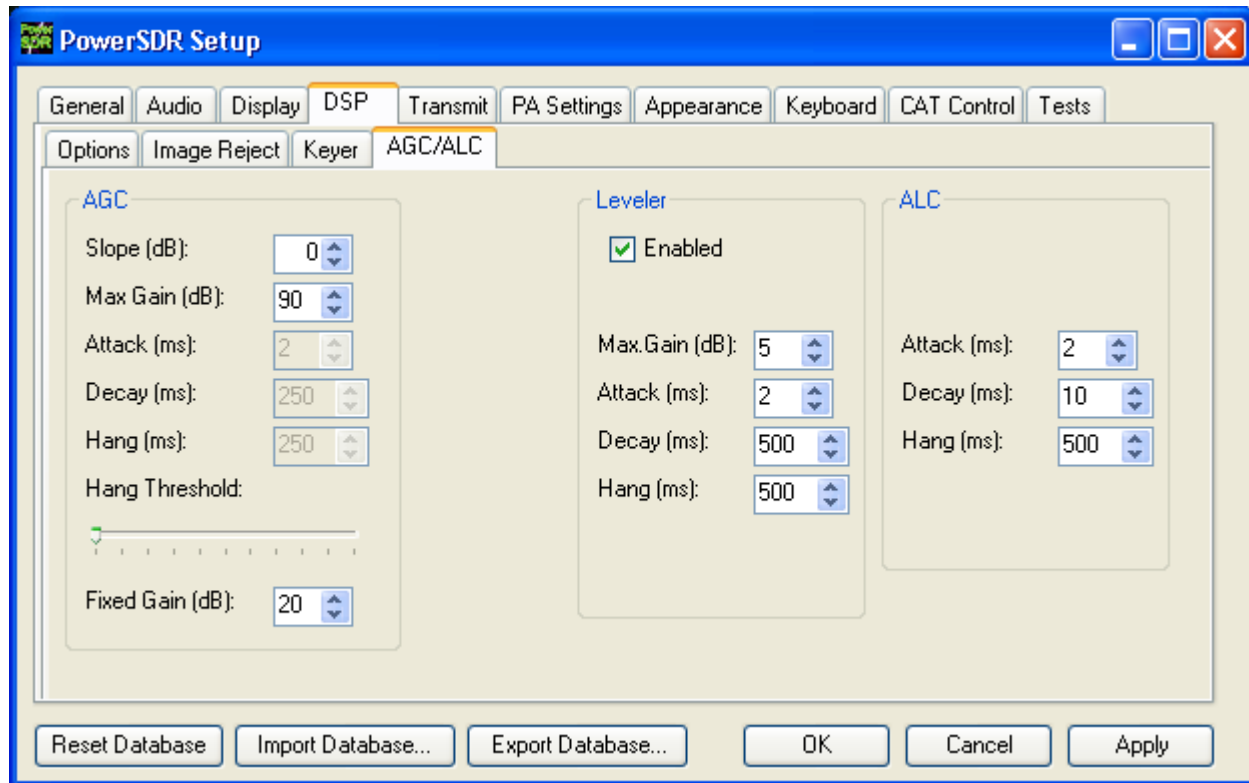 Power SDR PowerSDR Setup
General Audio Display DSP Transmit PA Settings Appearance Keyboard CAT Control Tests
Options Image Reject Keyer AGC/ALC
AGC
Slope (dB): 0
Max Gain (dB): 90
Attack (ms): 2
Decay (ms): 250
Hang (ms): 250
Hang Threshold:
Fixed Gain (dB): 20
Leveler
Enabled
Max.Gain (dB): 5
Attack (ms): 2
Decay (ms): 500
Hang (ms): 500
ALC
Attack (ms): 2
Decay (ms): 10
Hang (ms): 500
Reset Database Import Database... Export Database... OK Cancel Apply